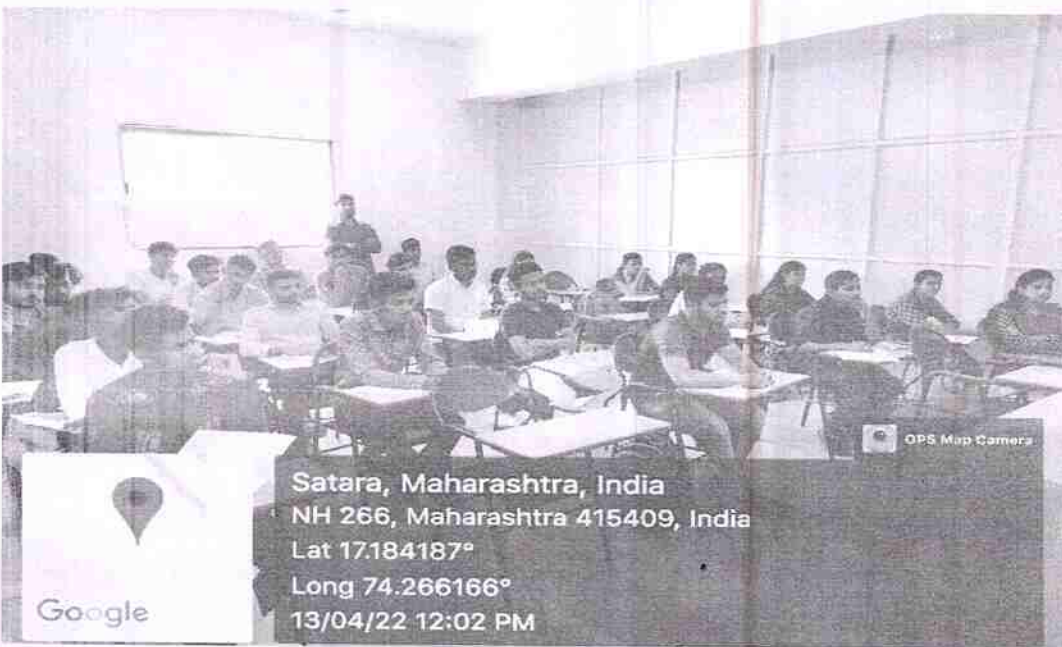 GPS Map Camera
Satara, Maharashtra, India
NH 266, Maharashtra 415409, India
Lat 17.184187°
Long 74.266166°
13/04/22 12:02 PM
Google